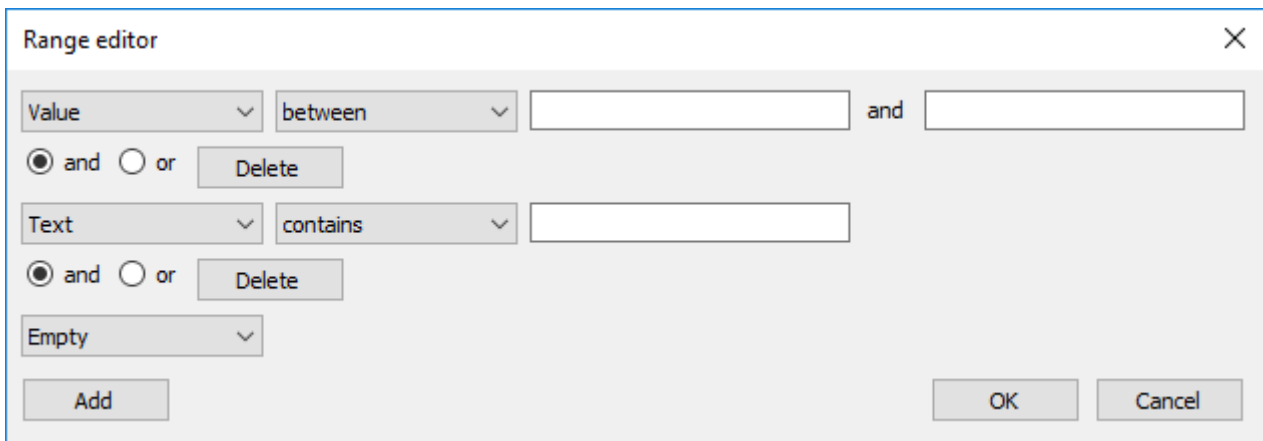 Range editor
Value between and
and or Delete
Text contains
and or Delete
Empty
Add OK Cancel